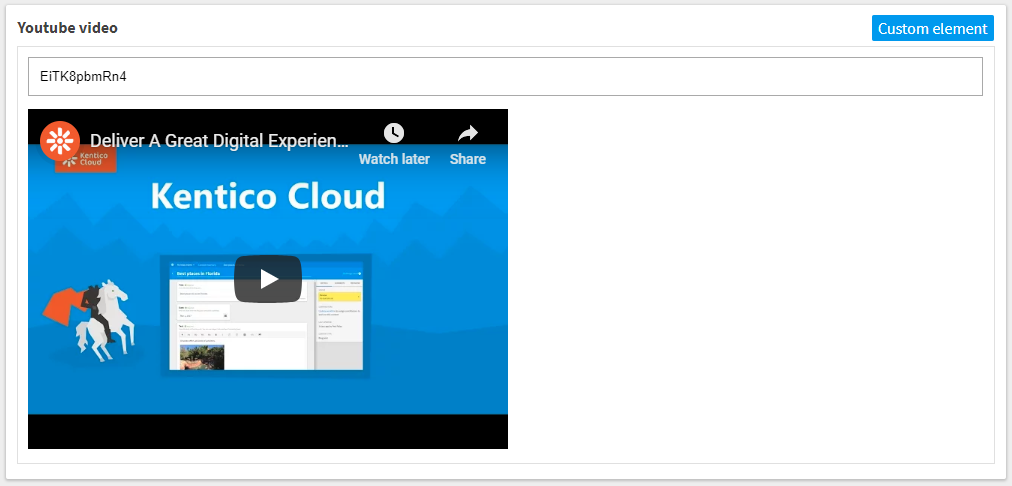 Youtube video
Custom element
EiTK8pbmRn4
Deliver A Great Digital Experien...
Watch later
Share
Kentico
Cloud
Kentico Cloud
Best places in Florida